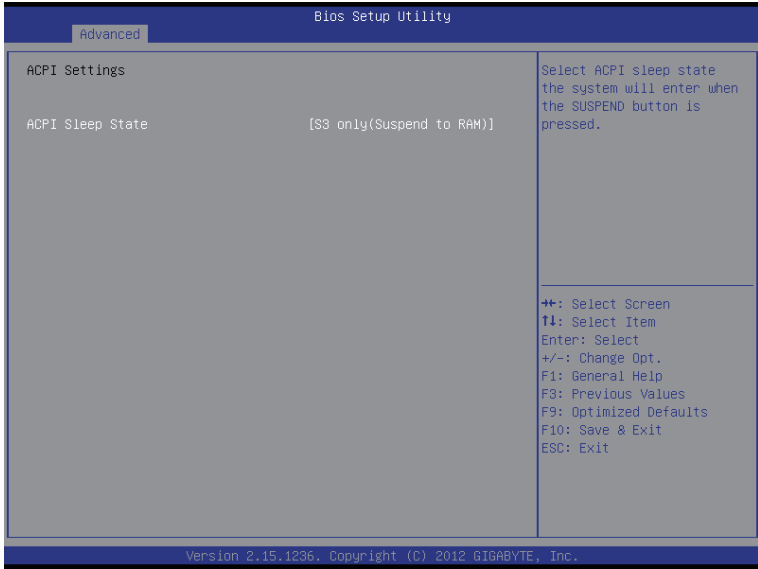 Bios Setup Utility
Advanced
ACPI Settings
ACPI Sleep State [S3 only(Suspend to RAM)]
Select ACPI sleep state
the system will enter when
the SUSPEND button is
pressed.
→←: Select Screen
↑↓: Select Item
Enter: Select
+/-: Change Opt.
F1: General Help
F3: Previous Values
F9: Optimized Defaults
F10: Save & Exit
ESC: Exit
Version 2.15.1236. Copyright (C) 2012 GIGABYTE, Inc.